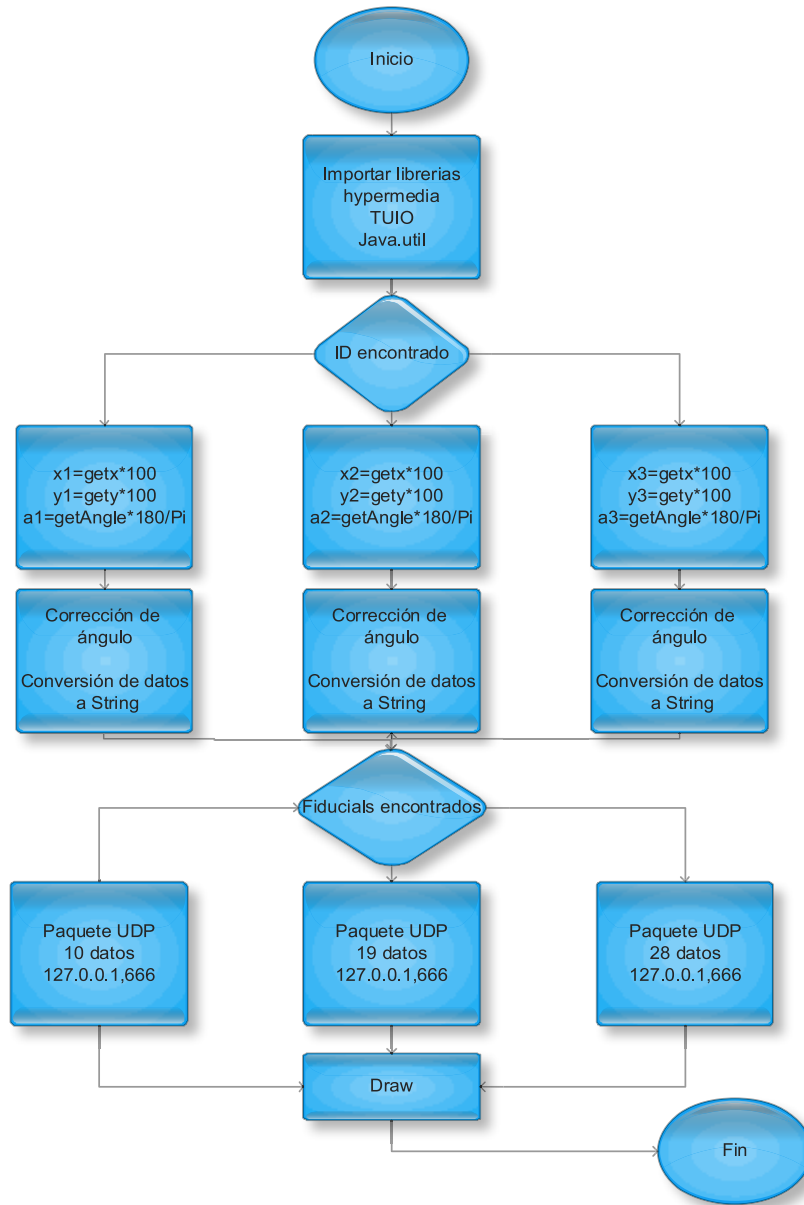 Inicio
Importar librerias
hypermedia
TUIO
Java.util
ID encontrado
x1=getx*100
y1=gety*100
a1=getAngle*180/Pi
x2=getx*100
y2=gety*100
a2=getAngle*180/Pi
x3=getx*100
y3=gety*100
a3=getAngle*180/Pi
Corrección de
ángulo
Conversión de datos
a String
Corrección de
ángulo
Conversión de datos
a String
Corrección de
ángulo
Conversión de datos
a String
Fiducials encontrados
Paquete UDP
10 datos
127.0.0.1,666
Paquete UDP
19 datos
127.0.0.1,666
Paquete UDP
28 datos
127.0.0.1,666
Draw
Fin